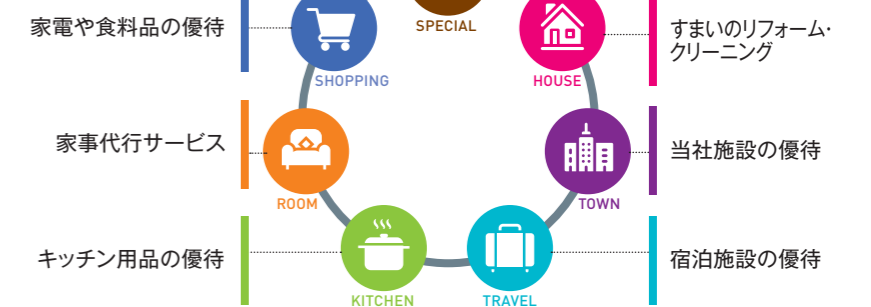 家電や食料品の優待
SPECIAL
すまいのリフォーム・
クリーニング
SHOPPING
HOUSE
家事代行サービス
当社施設の優待
ROOM
TOWN
キッチン用品の優待
宿泊施設の優待
KITCHEN
TRAVEL